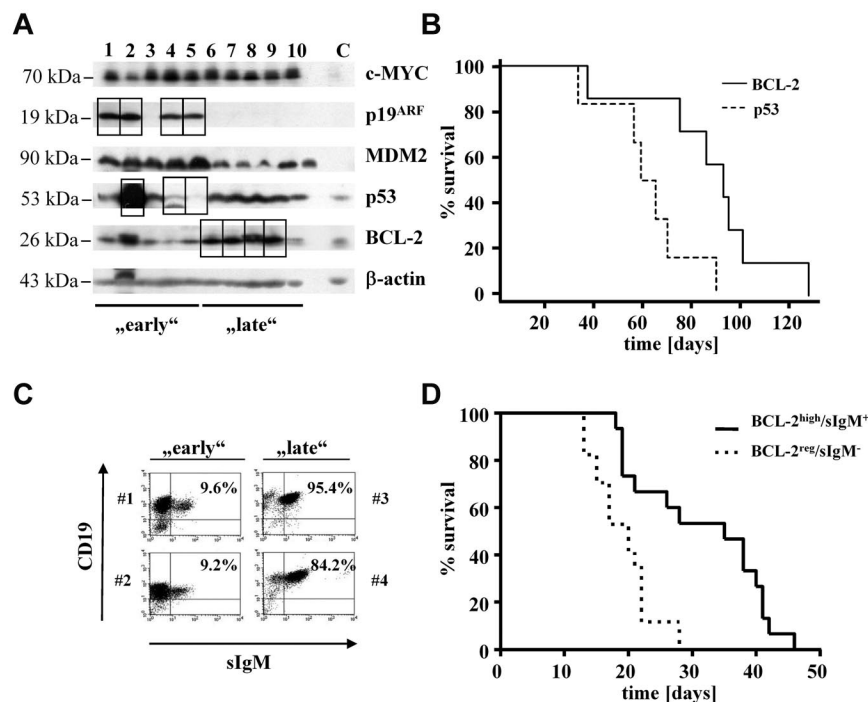 A
1 2 3 4 5 6 7 8 9 10 C
70 kDa c-MYC
19 kDa p19ARF
90 kDa MDM2
53 kDa p53
26 kDa BCL-2
43 kDa β-actin
„early“ „late“
B
100
80
60
40
20
0
% survival
BCL-2
p53
20 40 60 80 100 120
time [days]
C
„early“ „late“
#1 9.6% 95.4% #3
#2 9.2% 84.2% #4
CD19
sIgM
D
100
80
60
40
20
0
% survival
BCL-2high/sIgM+
BCL-2reg/sIgM-
0 10 20 30 40 50
time [days]